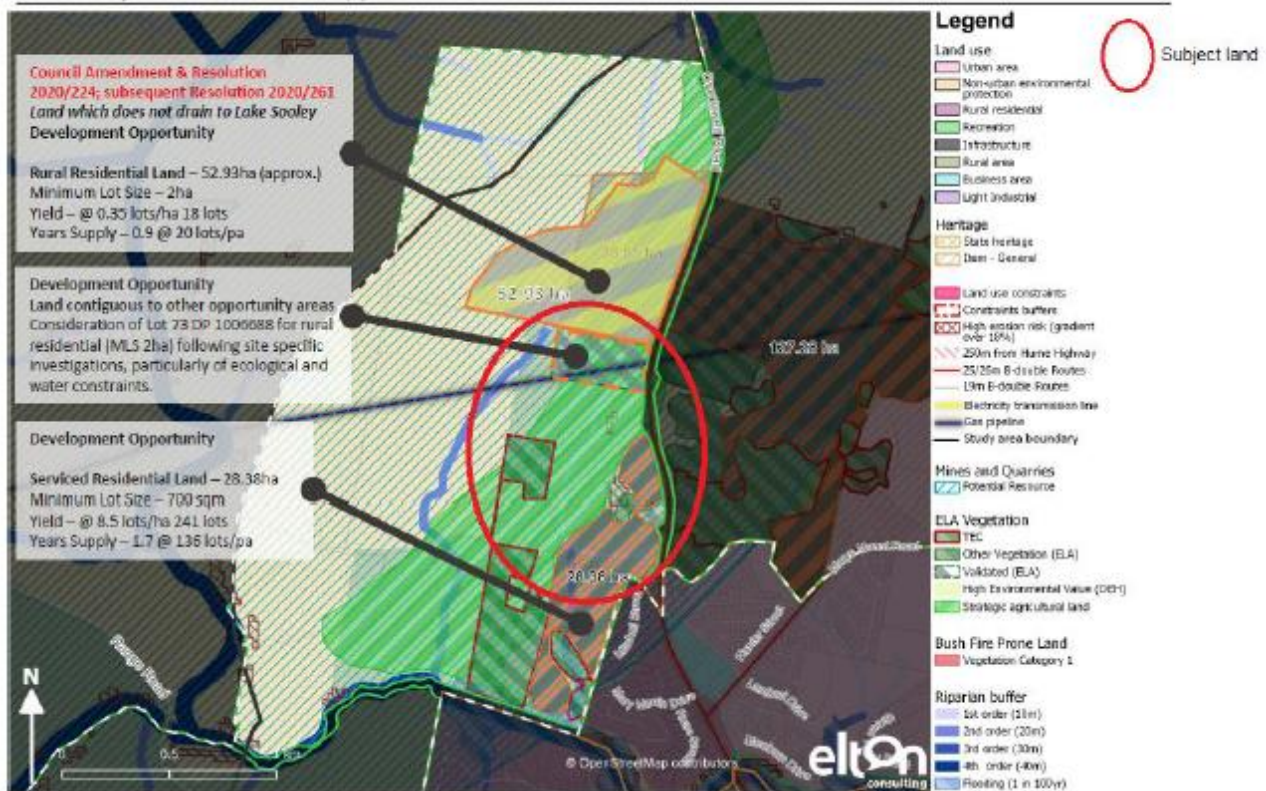 Council Amendment & Resolution
2020/224; subsequent Resolution 2020/261
Land which does not drain to Lake Sooley
Development Opportunity
Rural Residential Land – 52.93ha (approx.)
Minimum Lot Size – 2ha
Yield – @ 0.35 lots/ha 18 lots
Years Supply – 0.9 @ 20 lots/pa
Development Opportunity
Land contiguous to other opportunity areas
Consideration of Lot 73 DP 1006688 for rural
residential (MLS 2ha) following site specific
investigations, particularly of ecological and
water constraints.
Development Opportunity
Serviced Residential Land – 28.38ha
Minimum Lot Size – 700 sqm
Yield – @ 8.5 lots/ha 241 lots
Years Supply – 1.7 @ 136 lots/pa
52.93 ha
137.28 ha
28.38 ha
Range Road
N
0 0.5
© OpenStreetMap contributors
elton
consulting
Legend
Land use
Urban area
Non-urban environmental
protection
Rural residential
Recreation
Infrastructure
Rural area
Business area
Light Industrial
Heritage
State heritage
Item - General
Land use constraints
Constraints buffers
High erosion risk (gradient
over 18%)
250m from Hume Highway
25/26m B-double Routes
19m B-double Routes
Electricity transmission line
Gas pipeline
Study area boundary
Mines and Quarries
Potential Resource
ELA Vegetation
TEC
Other Vegetation (ELA)
Validated (ELA)
High Environmental Value (OEH)
Strategic agricultural land
Bush Fire Prone Land
Vegetation Category 1
Riparian buffer
1st order (10m)
2nd order (20m)
3rd order (30m)
4th order (40m)
Flooding (1 in 100yr)
Subject land